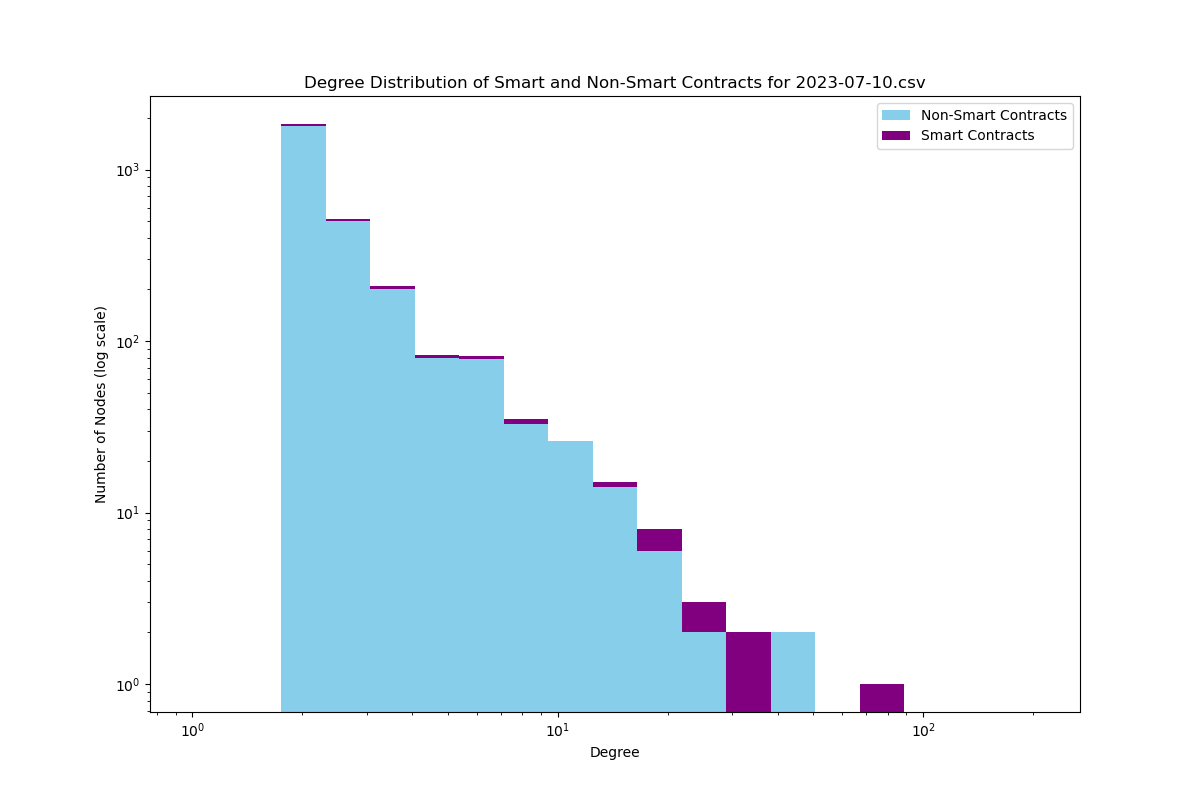 Degree Distribution of Smart and Non-Smart Contracts for 2023-07-10.csv
Non-Smart Contracts
Smart Contracts
Number of Nodes (log scale)
10³
10²
10¹
10⁰
10⁰ 10¹ 10²
Degree